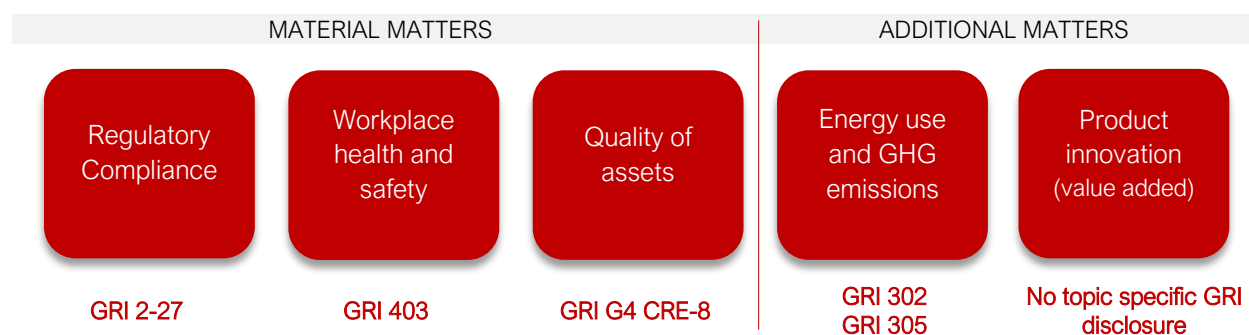 MATERIAL MATTERS
ADDITIONAL MATTERS
Regulatory
Compliance
Workplace
health and
safety
Quality of
assets
Energy use
and GHG
emissions
Product
innovation
(value added)
GRI 2-27
GRI 403
GRI G4 CRE-8
GRI 302
GRI 305
No topic specific GRI
disclosure